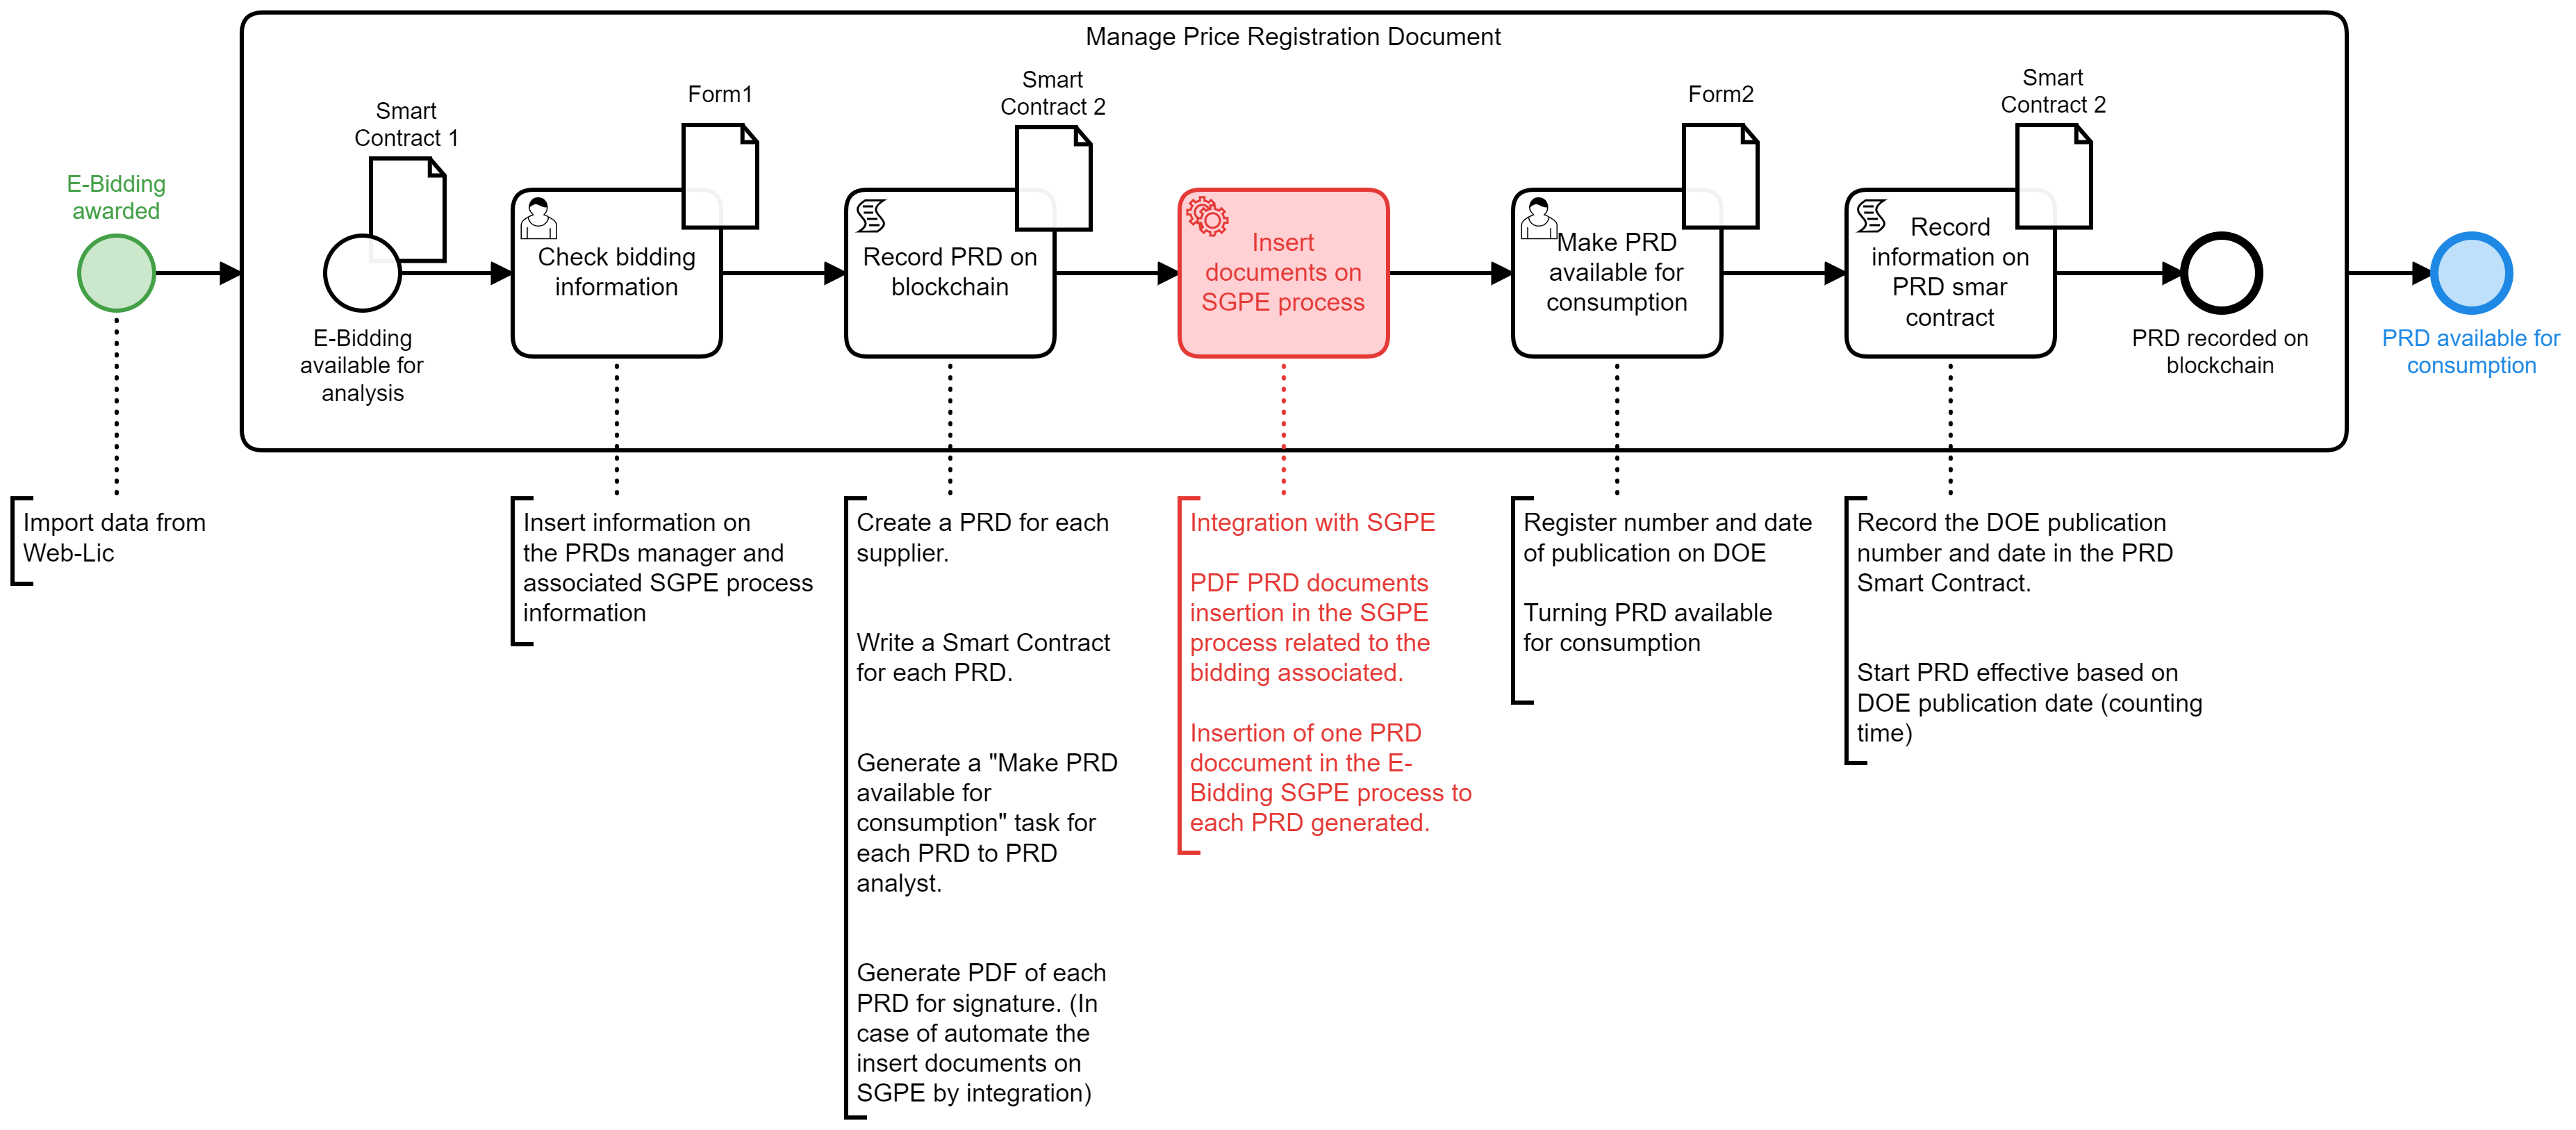 Manage Price Registration Document
E-Bidding
awarded
Smart
Contract 1
E-Bidding
available for
analysis
Form1
Check bidding
information
Smart
Contract 2
Record PRD on
blockchain
Insert
documents on
SGPE process
Form2
Make PRD
available for
consumption
Smart
Contract 2
Record
information on
PRD smar
contract
PRD recorded on
blockchain
PRD available for
consumption
Import data from
Web-Lic
Insert information on
the PRDs manager and
associated SGPE process
information
Create a PRD for each
supplier.
Write a Smart Contract
for each PRD.
Generate a "Make PRD
available for
consumption" task for
each PRD to PRD
analyst.
Generate PDF of each
PRD for signature. (In
case of automate the
insert documents on
SGPE by integration)
Integration with SGPE
PDF PRD documents
insertion in the SGPE
process related to the
bidding associated.
Insertion of one PRD
doccument in the E-
Bidding SGPE process to
each PRD generated.
Register number and date
of publication on DOE
Turning PRD available
for consumption
Record the DOE publication
number and date in the PRD
Smart Contract.
Start PRD effective based on
DOE publication date (counting
time)